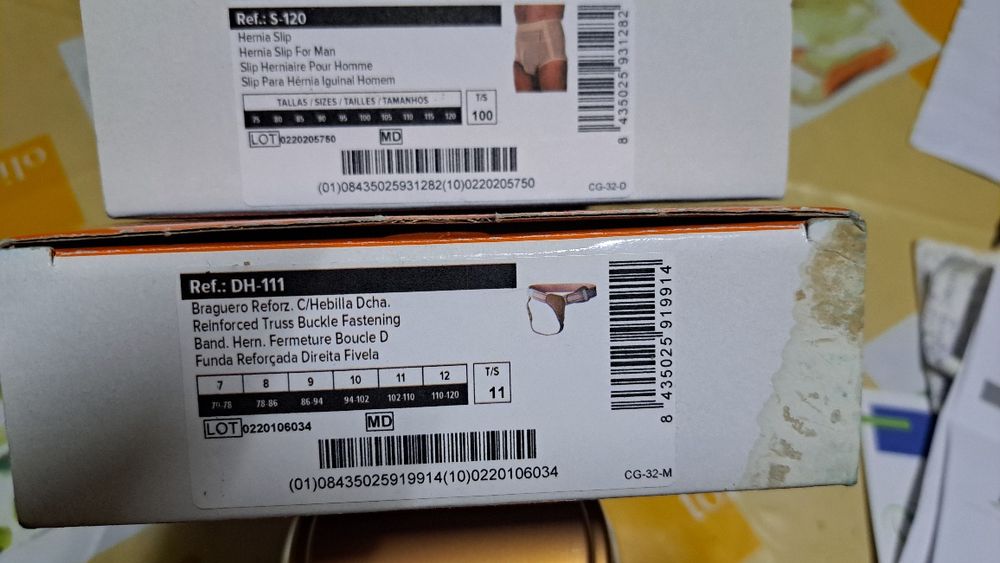 Ref.: S-120
Hernia Slip
Hernia Slip For Man
Slip Herniaire Pour Homme
Slip Para Hérnia Iguinal Homem
TALLAS / SIZES / TAILLES / TAMANHOS
75 80 85 90 95 100 105 110 115 120
T/S
100
LOT 0220205750
MD
(01)08435025931282(10)0220205750
CG-32-D
8 435025 931282
Ref.: DH-111
Braguero Reforz. C/Hebilla Dcha.
Reinforced Truss Buckle Fastening
Band. Hern. Fermeture Boucle D
Funda Reforçada Direita Fivela
7 8 9 10 11 12
70-78 78-86 86-94 94-102 102-110 110-120
T/S
11
LOT 0220106034
MD
(01)08435025919914(10)0220106034
CG-32-M
8 435025 919914
oli